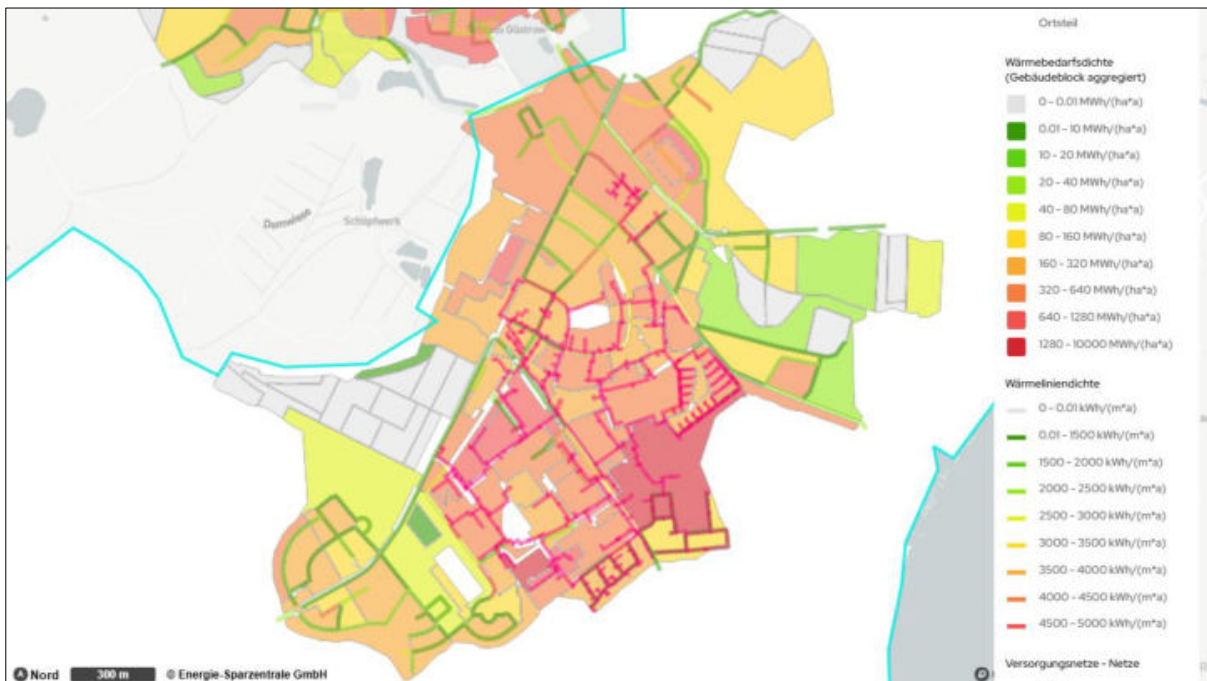 Güstrow
Domwiesen
Schöpfwerk
Nord
300 m
© Energie-Sparzentrale GmbH
Ortsteil
Wärmebedarfsdichte
(Gebäudeblock aggregiert)
0 - 0.01 MWh/(ha*a)
0.01 - 10 MWh/(ha*a)
10 - 20 MWh/(ha*a)
20 - 40 MWh/(ha*a)
40 - 80 MWh/(ha*a)
80 - 160 MWh/(ha*a)
160 - 320 MWh/(ha*a)
320 - 640 MWh/(ha*a)
640 - 1280 MWh/(ha*a)
1280 - 10000 MWh/(ha*a)
Wärmeliniendichte
0 - 0.01 kWh/(m*a)
0.01 - 1500 kWh/(m*a)
1500 - 2000 kWh/(m*a)
2000 - 2500 kWh/(m*a)
2500 - 3000 kWh/(m*a)
3000 - 3500 kWh/(m*a)
3500 - 4000 kWh/(m*a)
4000 - 4500 kWh/(m*a)
4500 - 5000 kWh/(m*a)
Versorgungsnetze - Netze